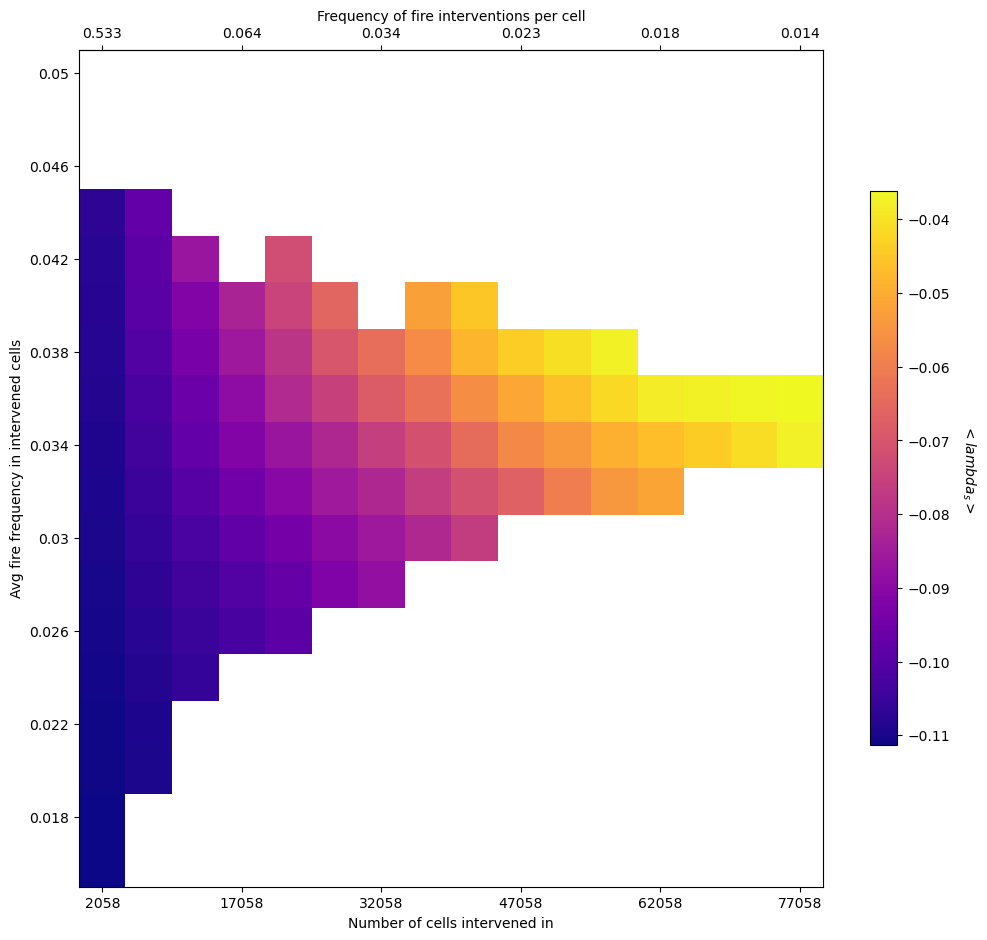 Frequency of fire interventions per cell
0.533 0.064 0.034 0.023 0.018 0.014
Avg fire frequency in intervened cells
0.05
0.046
0.042
0.038
0.034
0.03
0.026
0.022
0.018
2058 17058 32058 47058 62058 77058
Number of cells intervened in
−0.04
−0.05
−0.06
−0.07
−0.08
−0.09
−0.10
−0.11
< lambda_s >